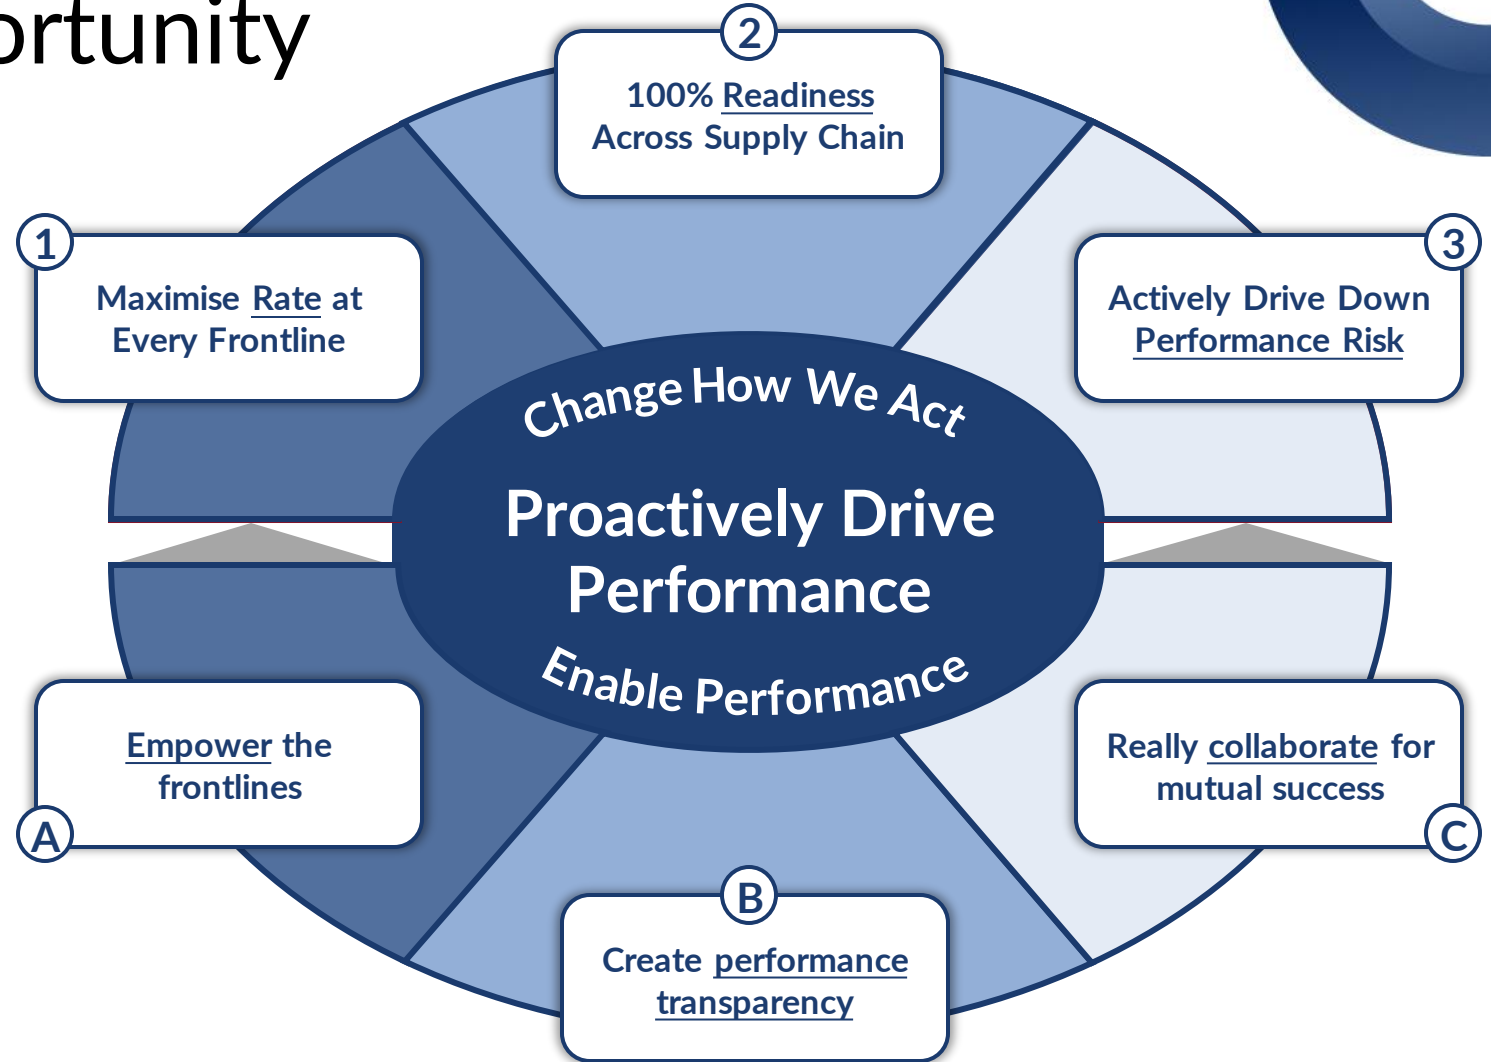 ortunity
2
100% Readiness
Across Supply Chain
1
Maximise Rate at
Every Frontline
3
Actively Drive Down
Performance Risk
Change How We Act
Proactively Drive
Performance
Enable Performance
Empower the
frontlines
A
Really collaborate for
mutual success
C
B
Create performance
transparency